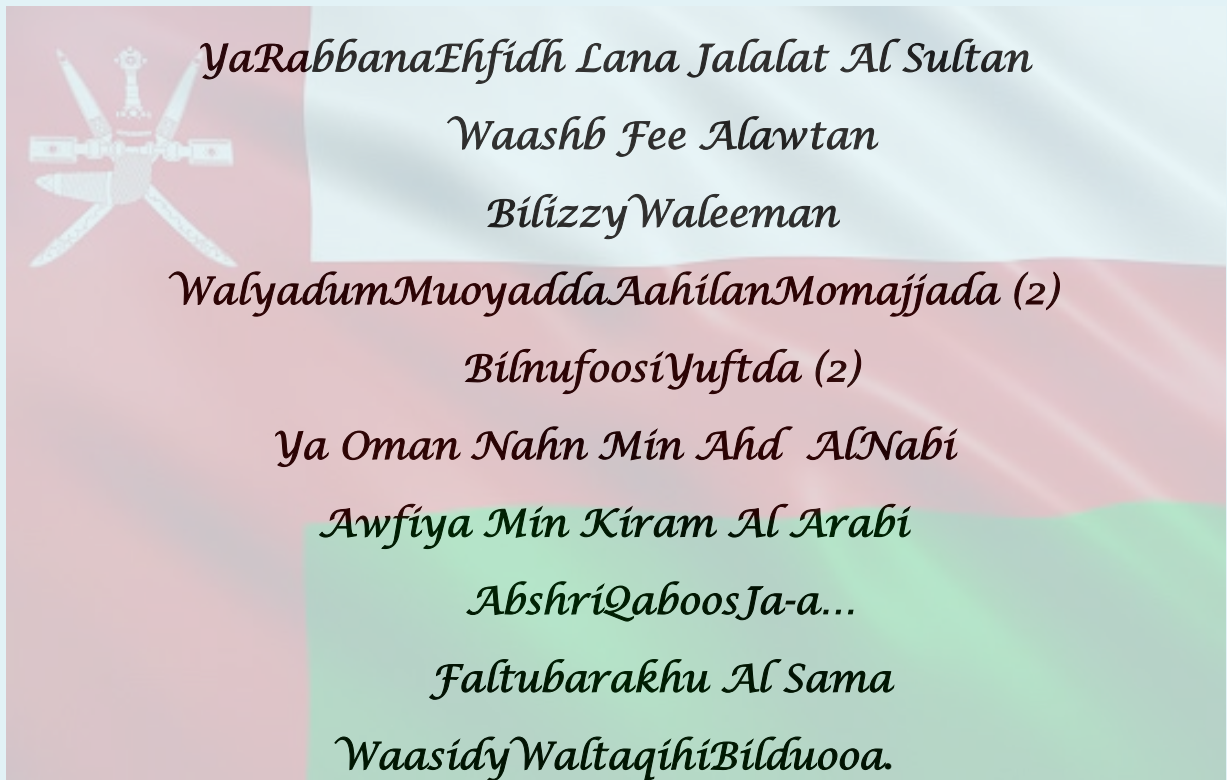 YaRabbanaEhfidh Lana Jalalat Al Sultan
Waashb Fee Alawtan
BilizzyWaleeman
WalyadumMuoyaddaAahilanMomajjada (2)
BilnufoosiYuftda (2)
Ya Oman Nahn Min Ahd AlNabi
Awfiya Min Kiram Al Arabi
AbshriQaboosJa-a...
Faltubarakhu Al Sama
WaasidyWaltaqihiBilduooa.